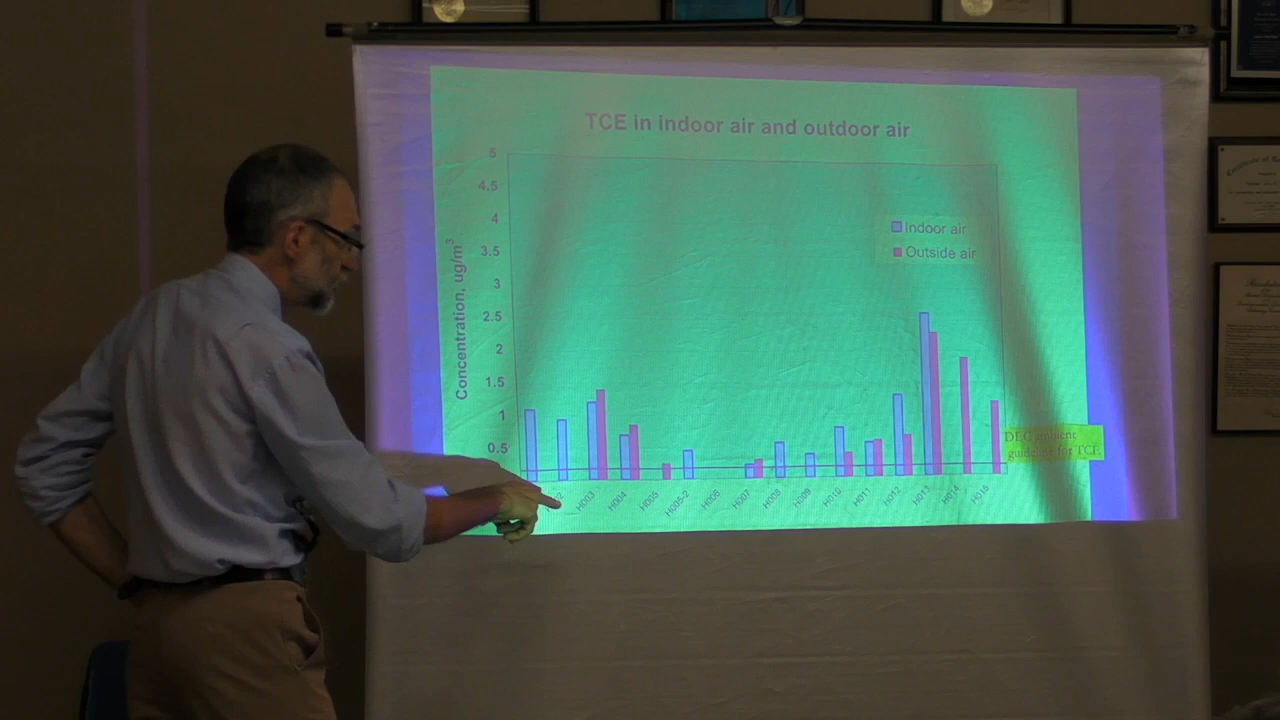 TCE in indoor air and outdoor air
5
4.5
4
3.5
3
2.5
2
1.5
1
0.5
Concentration, ug/m³
Indoor air
Outside air
DEC ambient
guideline for TCE
H003
H004
H005
H005-2
H006
H007
H008
H009
H010
H011
H012
H013
H014
H015